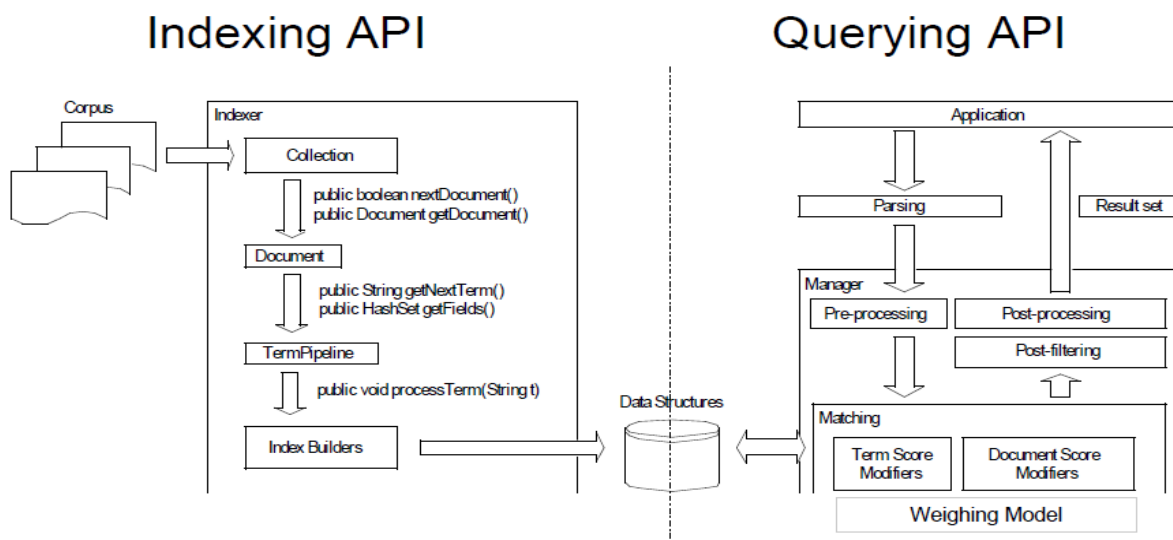 Indexing API
Querying API
Corpus
Indexer
Collection
public boolean nextDocument()
public Document getDocument()
Document
public String getNextTerm()
public HashSet getFields()
TermPipeline
public void processTerm(String t)
Index Builders
Data Structures
Application
Parsing
Result set
Manager
Pre-processing
Post-processing
Post-filtering
Matching
Term Score
Modifiers
Document Score
Modifiers
Weighing Model